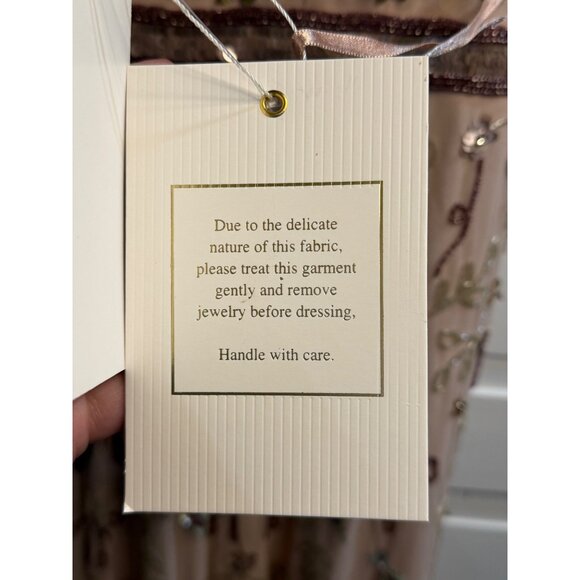 Due to the delicate
nature of this fabric,
please treat this garment
gently and remove
jewelry before dressing,
Handle with care.